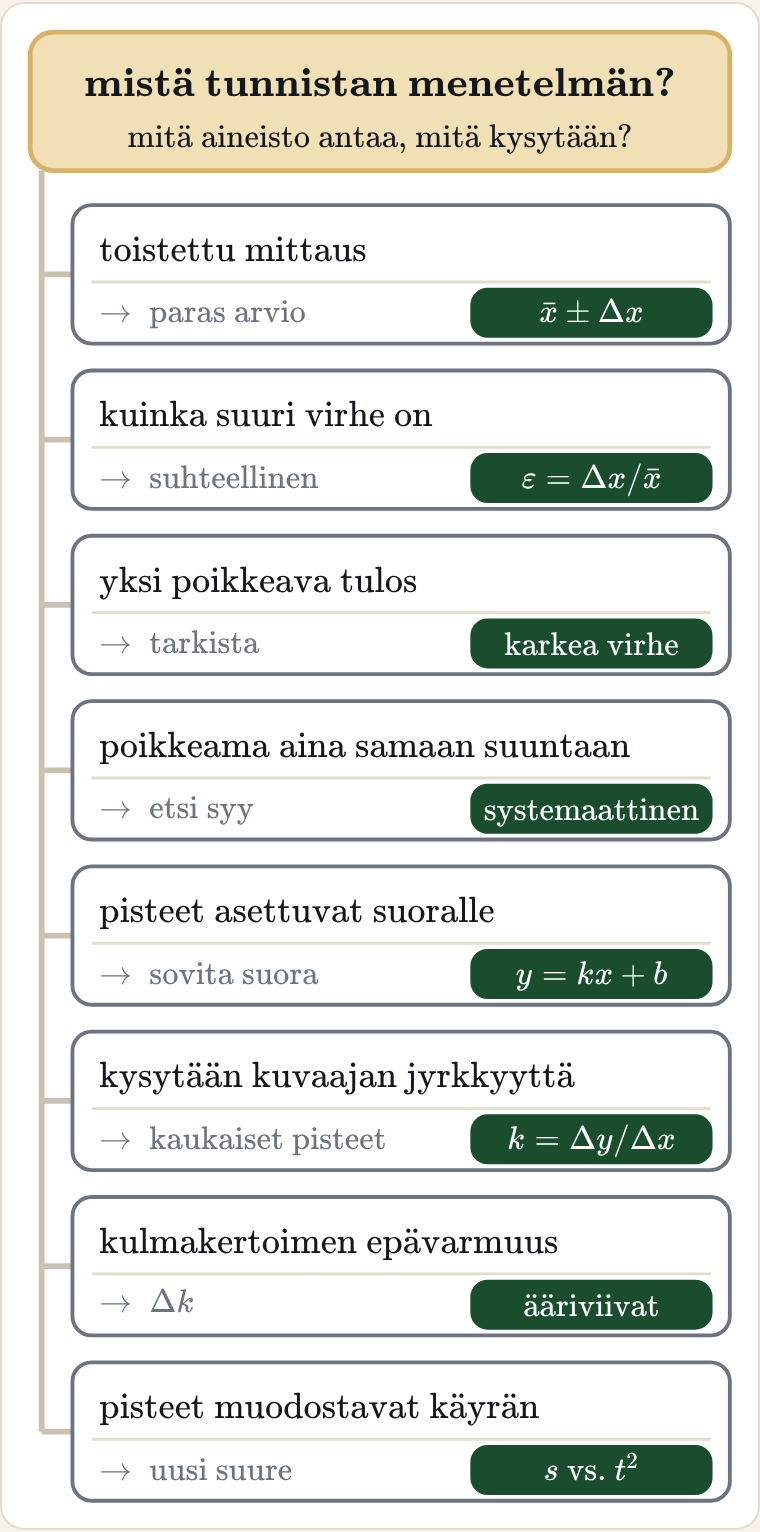 mistä tunnistan menetelmän?
mitä aineisto antaa, mitä kysytään?
toistettu mittaus
→ paras arvio x̄ ± Δx
kuinka suuri virhe on
→ suhteellinen ε = Δx/x̄
yksi poikkeava tulos
→ tarkista karkea virhe
poikkeama aina samaan suuntaan
→ etsi syy systemaattinen
pisteet asettuvat suoralle
→ sovita suora y = kx + b
kysytään kuvaajan jyrkkyyttä
→ kaukaiset pisteet k = Δy/Δx
kulmakertoimen epävarmuus
→ Δk ääriviivat
pisteet muodostavat käyrän
→ uusi suure s vs. t²